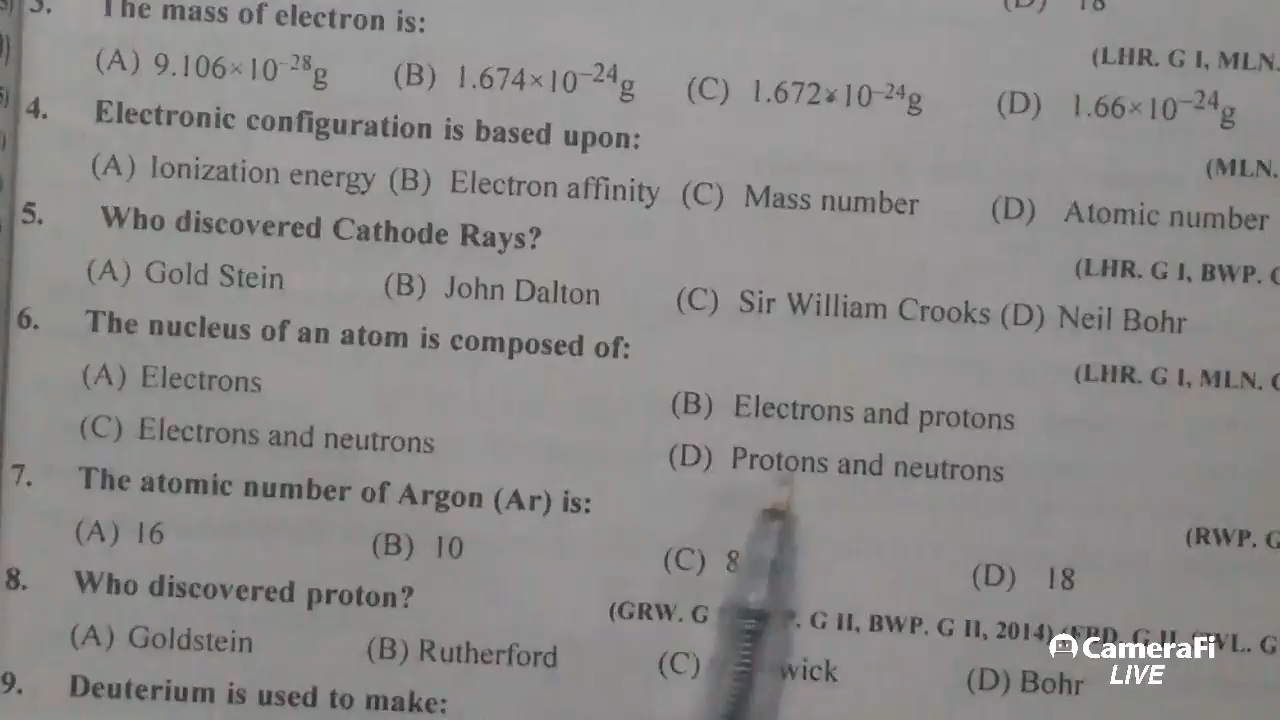 3. The mass of electron is:
(D) 18
(LHR. G I, MLN.
(A) 9.106×10⁻²⁸g (B) 1.674×10⁻²⁴g (C) 1.672×10⁻²⁴g (D) 1.66×10⁻²⁴g
4. Electronic configuration is based upon:
(MLN.
(A) Ionization energy (B) Electron affinity (C) Mass number (D) Atomic number
5. Who discovered Cathode Rays?
(LHR. G I, BWP. G
(A) Gold Stein (B) John Dalton (C) Sir William Crooks (D) Neil Bohr
6. The nucleus of an atom is composed of:
(LHR. G I, MLN. G
(A) Electrons (B) Electrons and protons
(C) Electrons and neutrons (D) Protons and neutrons
7. The atomic number of Argon (Ar) is:
(RWP. G
(A) 16 (B) 10 (C) 8 (D) 18
8. Who discovered proton?
(GRW. G . G II, BWP. G II, 2014) G
(A) Goldstein (B) Rutherford (C) wick (D) Bohr
9. Deuterium is used to make:
CameraFi
LIVE